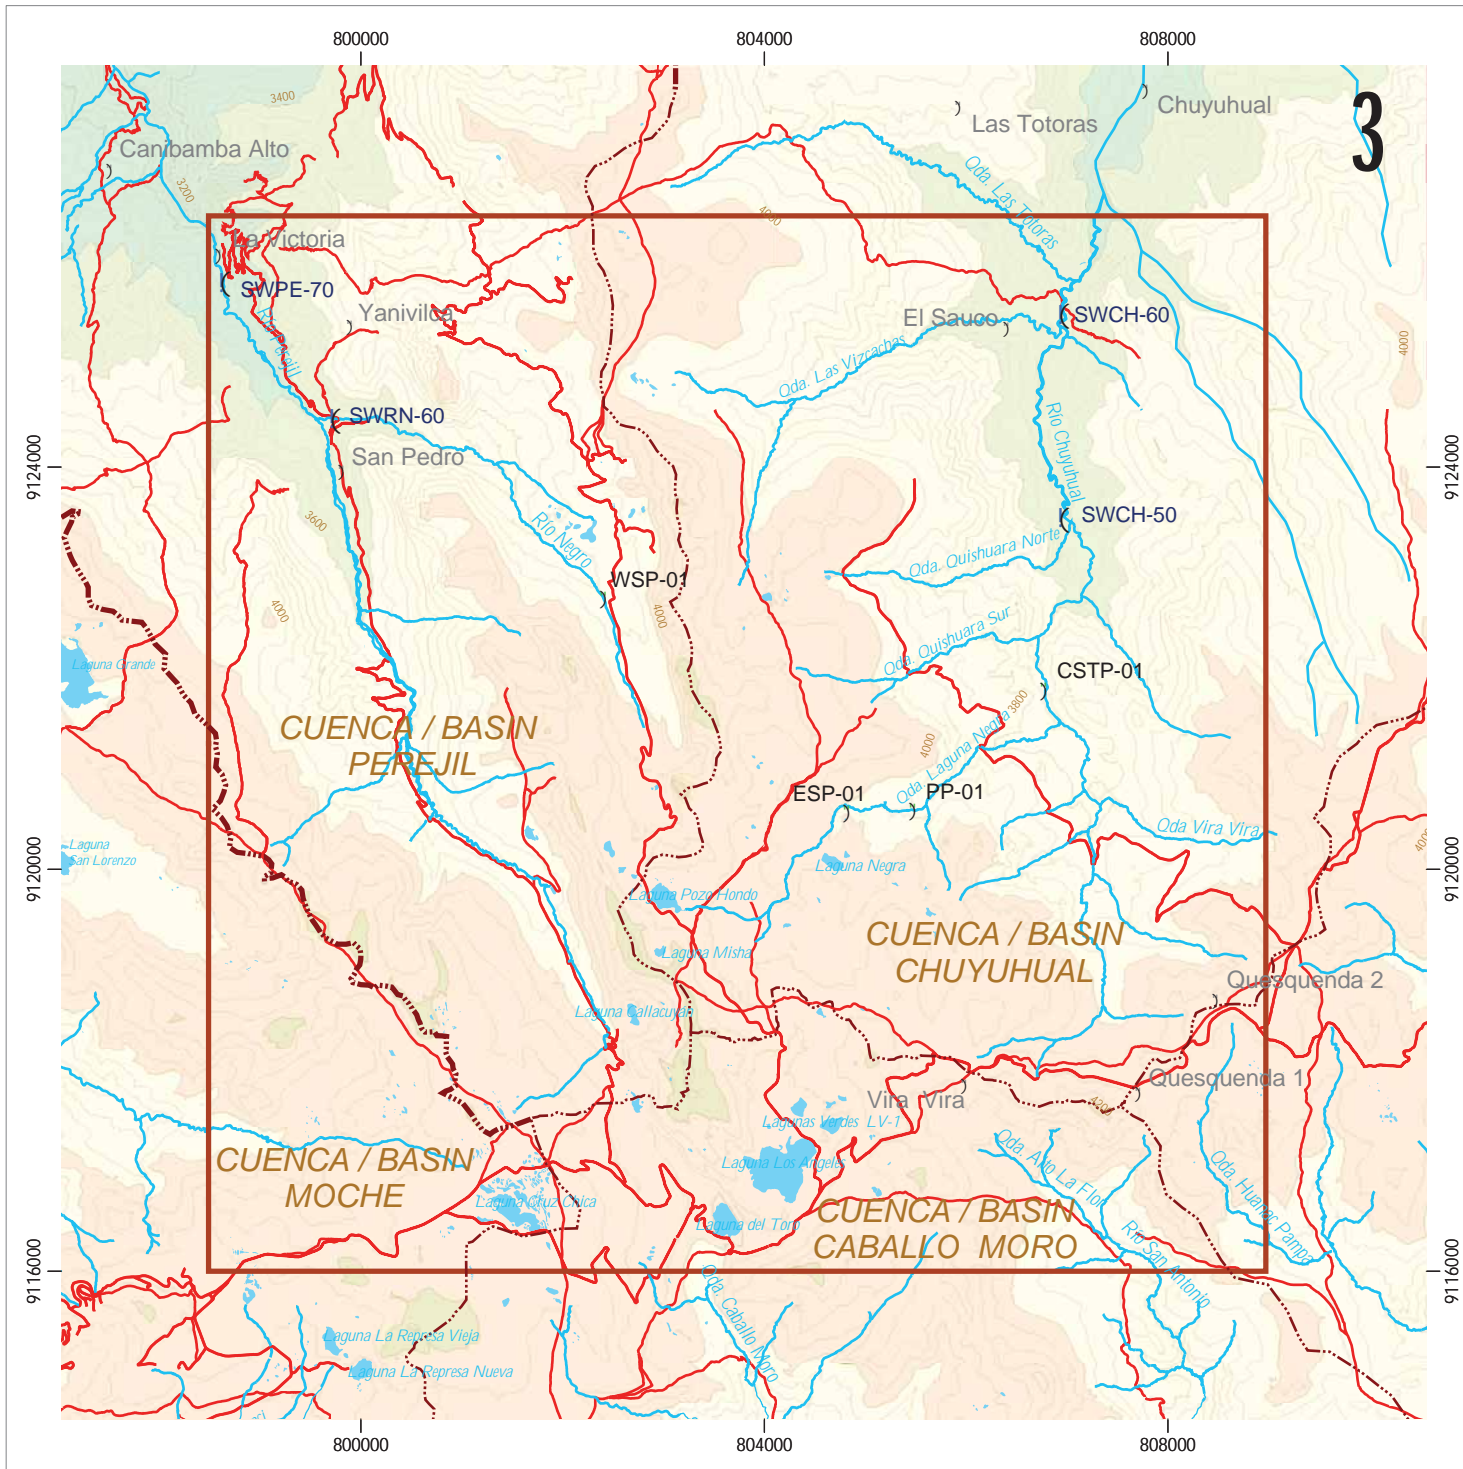 800000
804000
808000
3
3400
Chuyuhual
Las Totoras
Canibamba Alto
3200
Qda. Las Totoras
4000
La Victoria
SWPE-70
Yanivilca
Río Perejil
El Sauco
SWCH-60
4000
Qda. Las Vizcachas
SWRN-60
San Pedro
Río Chuyuhual
9124000
9124000
3600
Río Negro
SWCH-50
Qda. Quishuara Norte
WSP-01
4000
4000
Qda. Quishuara Sur
Laguna Grande
CSTP-01
3800
CUENCA / BASIN
PEREJIL
4000
Qda. Laguna Negra
ESP-01
PP-01
Qda Vira Vira
4000
Laguna
San Lorenzo
9120000
9120000
Laguna Negra
Laguna Pozo Hondo
CUENCA / BASIN
CHUYUHUAL
Laguna Misha
Quesquenda 2
Laguna Callacuyan
Quesquenda 1
Vira Vira
4200
Lagunas Verdes LV-1
Laguna Los Angeles
Qda. Alto La Flor
Qda. Huanac Pampa
CUENCA / BASIN
MOCHE
Laguna Cruz Chica
Laguna del Toro
CUENCA / BASIN
CABALLO MORO
Río San Antonio
9116000
9116000
Qda. Caballo Moro
Laguna La Represa Vieja
Laguna La Represa Nueva
800000
804000
808000